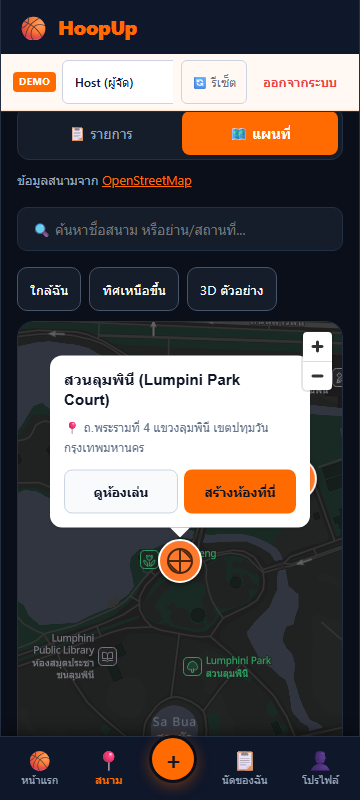 HoopUp
DEMO
Host (ผู้จัด)
รีเซ็ต
ออกจากระบบ
รายการ
แผนที่
ข้อมูลสนามจาก OpenStreetMap
ค้นหาชื่อสนาม หรือย่าน/สถานที่...
ใกล้ฉัน
ทิศเหนือขึ้น
3D ตัวอย่าง
+
−
สวนลุมพินี (Lumpini Park
Court)
ถ.พระรามที่ 4 แขวงลุมพินี เขตปทุมวัน
กรุงเทพมหานคร
ดูห้องเล่น
สร้างห้องที่นี่
Lumphini
Public Library
ห้องสมุดประชา
ชนลุมพินี
Lumphini Park
สวนลุมพินี
Sa Bua
หน้าแรก
สนาม
+
นัดของฉัน
โปรไฟล์